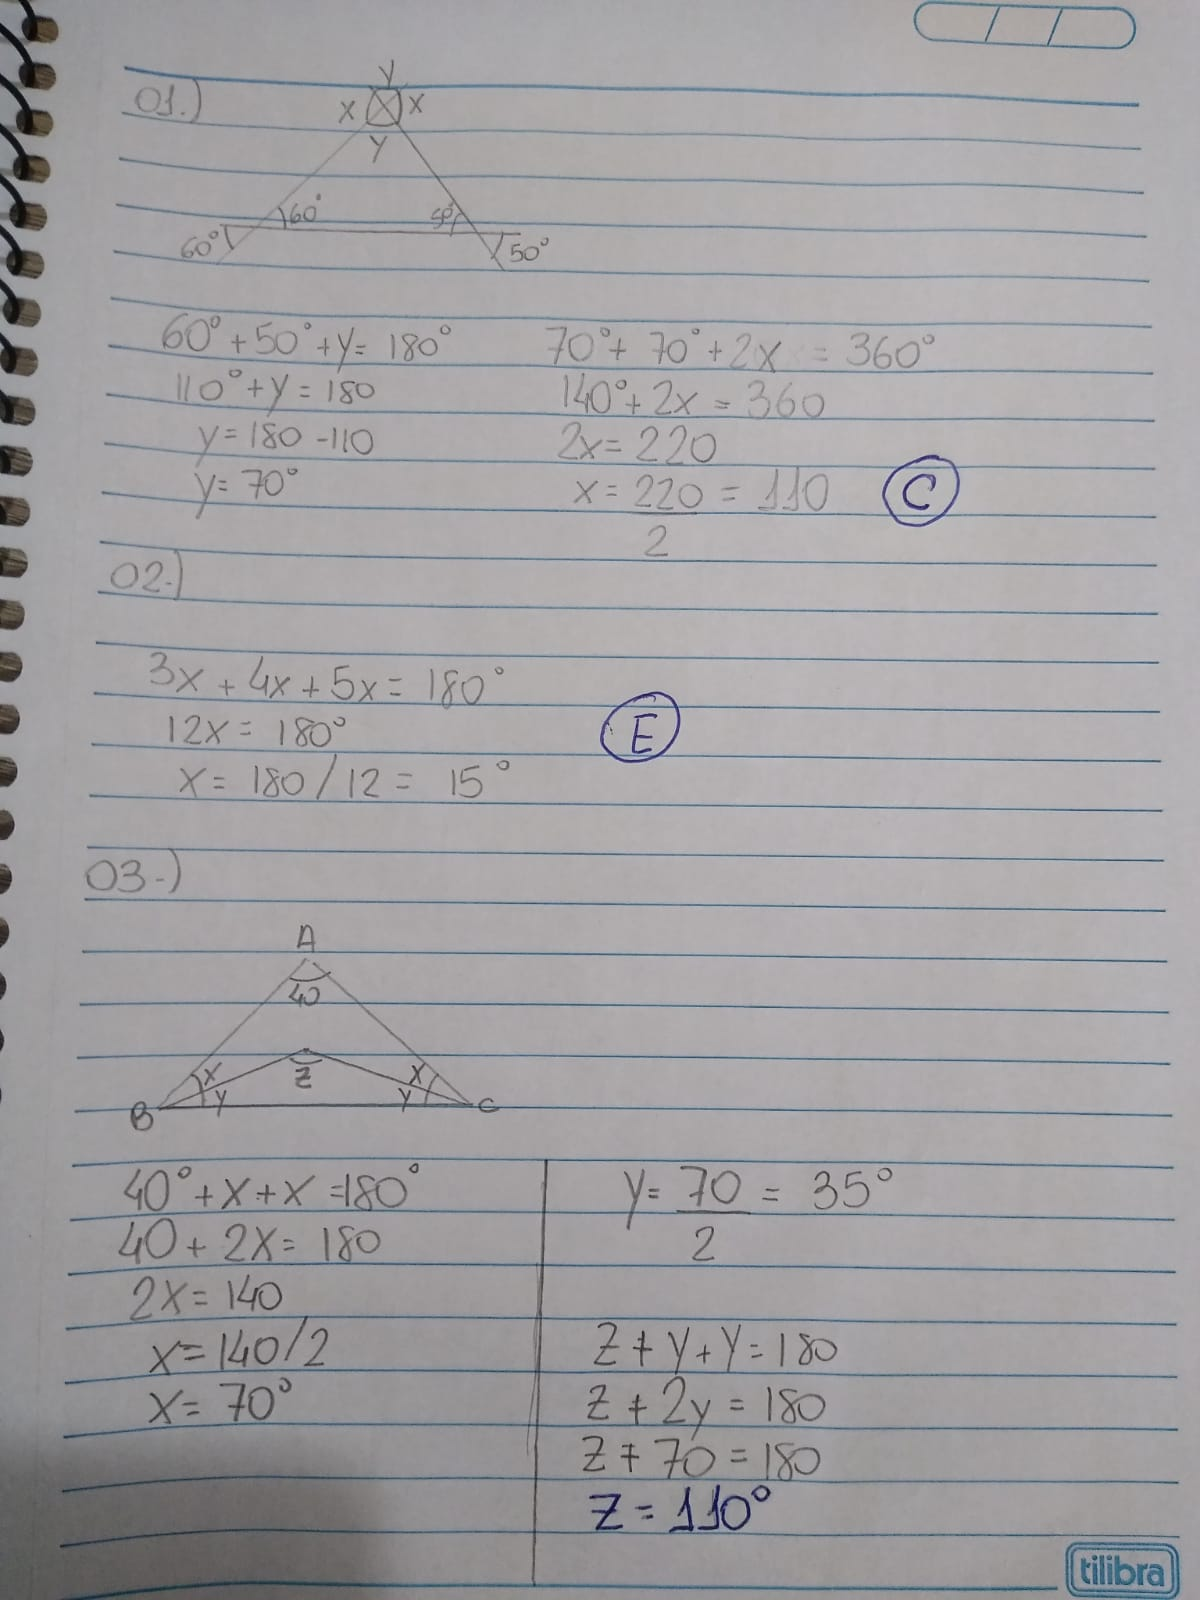 01.)
y
x x
y
60° 50°
60° 50°
60° + 50° + y = 180°
110° + y = 180
y = 180 - 110
y = 70°
70° + 70° + 2x = 360°
140° + 2x = 360
2x = 220
x = 220 = 110
2
C
02.)
3x + 4x + 5x = 180°
12x = 180°
x = 180 / 12 = 15°
E
03.)
A
40
x z x
B y y C
40° + x + x = 180°
40 + 2x = 180
2x = 140
x = 140/2
x = 70°
y = 70 = 35°
2
z + y + y = 180
z + 2y = 180
z + 70 = 180
z = 110°
tilibra